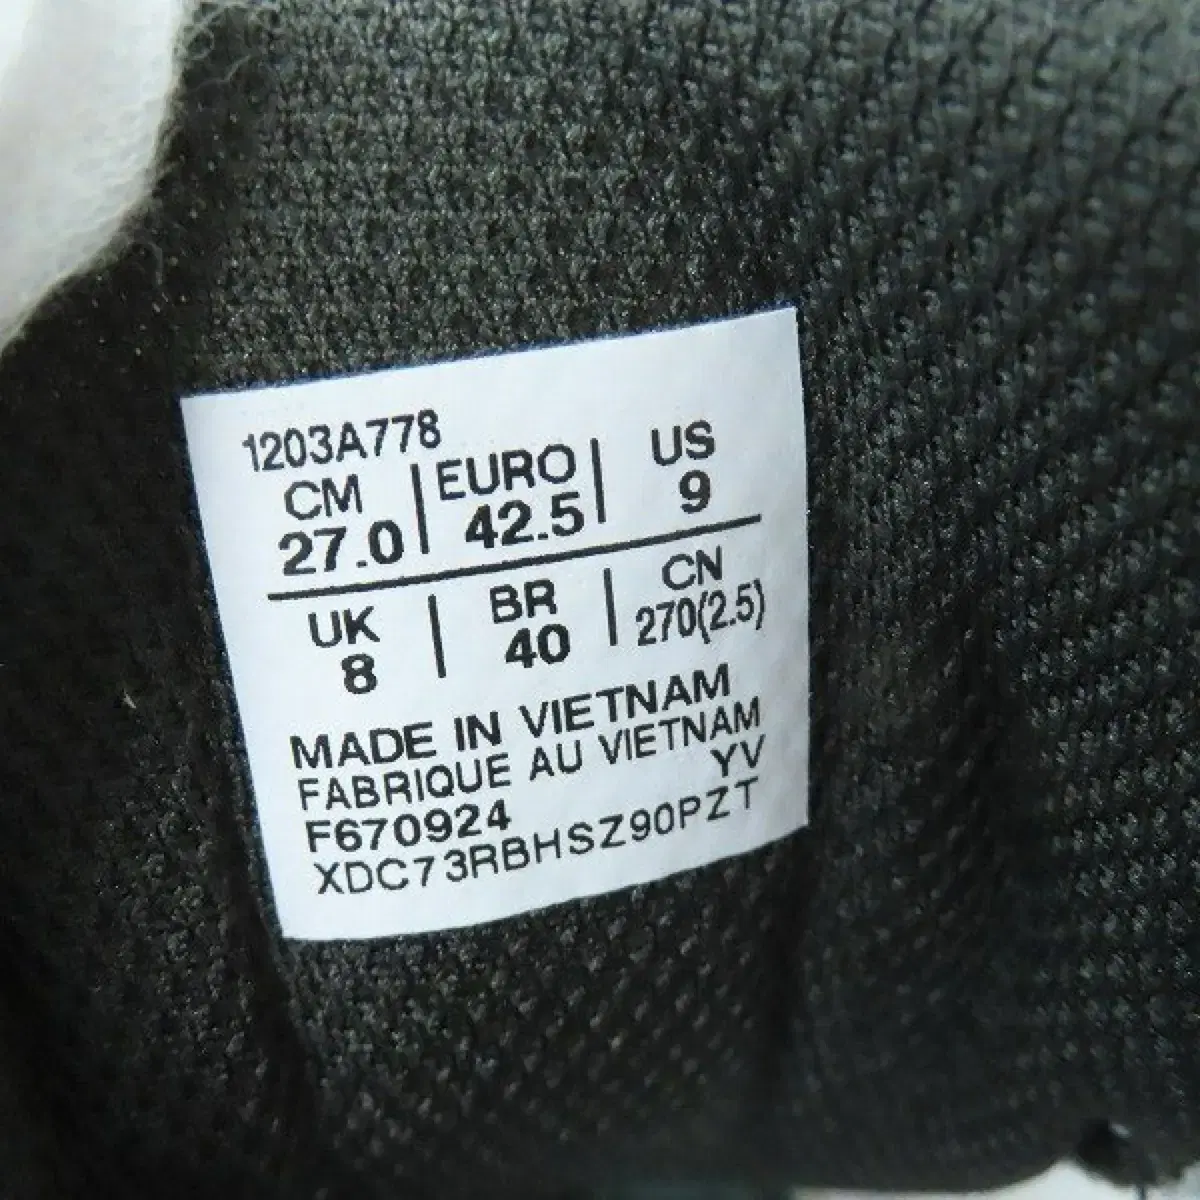 1203A778
CM | EURO | US
27.0 | 42.5 | 9
UK | BR | CN
8 | 40 | 270(2.5)
MADE IN VIETNAM
FABRIQUE AU VIETNAM
YV
F670924
XDC73RBHSZ90PZT